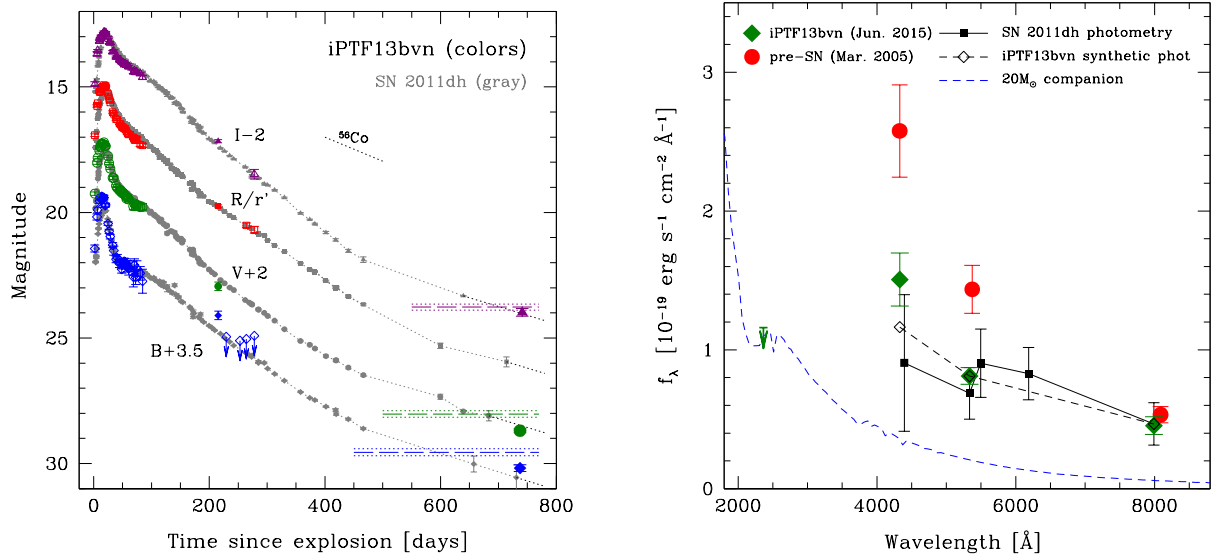 iPTF13bvn (colors)
SN 2011dh (gray)
⁵⁶Co
I−2
R/r'
V+2
B+3.5
Magnitude
15
20
25
30
0
200
400
600
800
Time since explosion [days]
iPTF13bvn (Jun. 2015)
pre-SN (Mar. 2005)
SN 2011dh photometry
iPTF13bvn synthetic phot
20M☉ companion
f_λ [10⁻¹⁹ erg s⁻¹ cm⁻² Å⁻¹]
3
2
1
0
2000
4000
6000
8000
Wavelength [Å]